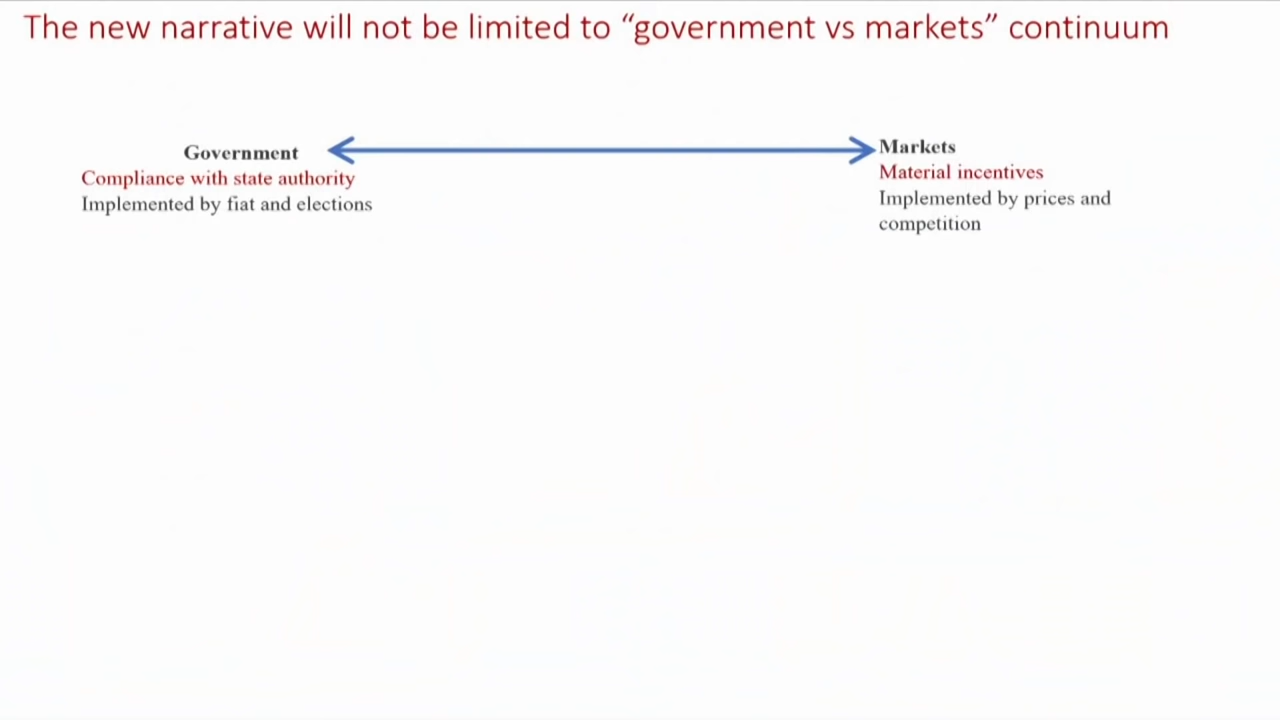 The new narrative will not be limited to “government vs markets” continuum
Government
Compliance with state authority
Implemented by fiat and elections
Markets
Material incentives
Implemented by prices and
competition